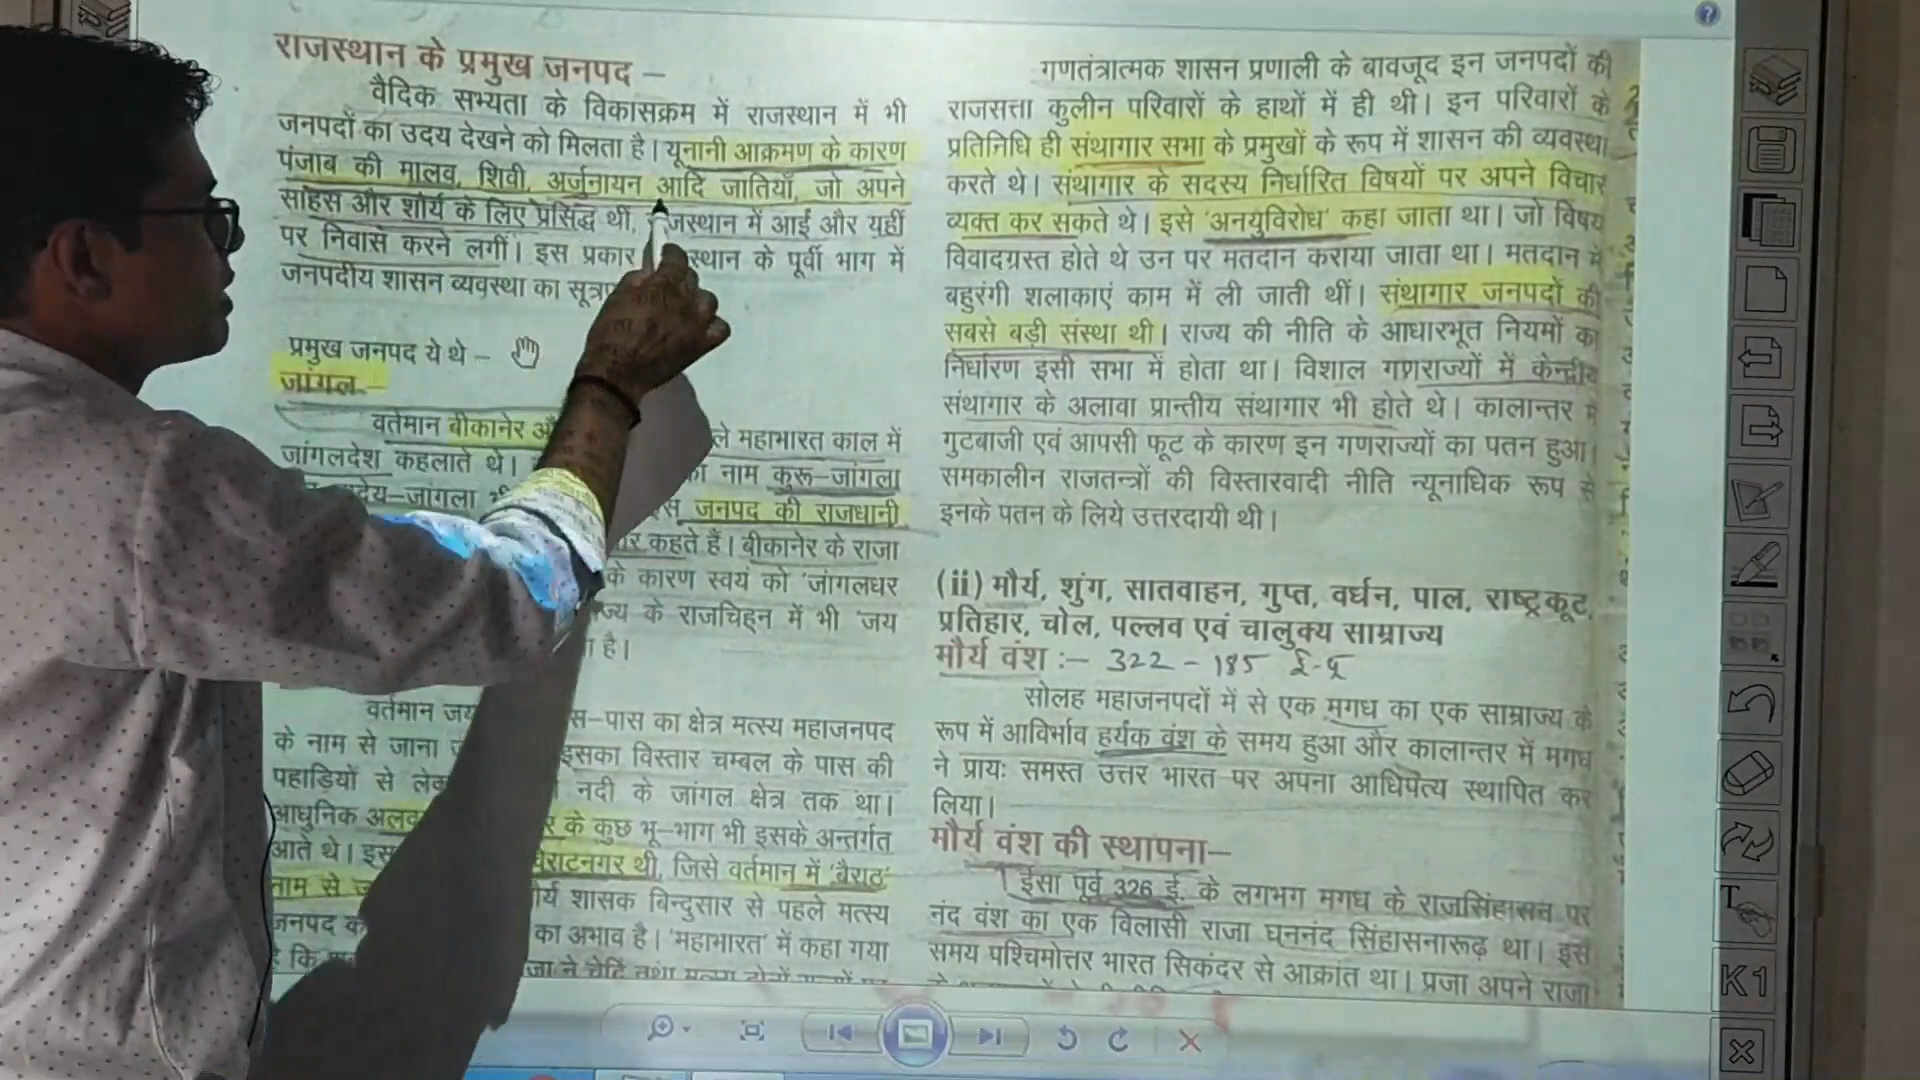 राजस्थान के प्रमुख जनपद –
वैदिक सभ्यता के विकासक्रम में राजस्थान में भी
जनपदों का उदय देखने को मिलता है। यूनानी आक्रमण के कारण
पंजाब की मालव, शिवी, अर्जुनायन आदि जातियाँ, जो अपने
साहस और शौर्य के लिए प्रसिद्ध थीं, जस्थान में आईं और यहीं
पर निवास करने लगीं। इस प्रकार स्थान के पूर्वी भाग में
जनपदीय शासन व्यवस्था का
प्रमुख जनपद ये थे –
जांगल –
वर्तमान बीकानेर ले महाभारत काल में
जांगलदेश कहलाते थे। नाम कुरू–जांगला
जांगला जनपद की राजधानी
कहते हैं। बीकानेर के राजा
के कारण स्वयं को 'जांगलधर
ज्य के राजचिह्न में भी 'जय
है।
वर्तमान जय स–पास का क्षेत्र मत्स्य महाजनपद
के नाम से जाना इसका विस्तार चम्बल के पास की
पहाड़ियों से नदी के जांगल क्षेत्र तक था।
आधुनिक अलव र के कुछ भू–भाग भी इसके अन्तर्गत
आते थे। इस विराटनगर थी, जिसे वर्तमान में 'बैराठ'
नाम से र्य शासक बिन्दुसार से पहले मत्स्य
जनपद का अभाव है। 'महाभारत' में कहा गया
है कि
गणतंत्रात्मक शासन प्रणाली के बावजूद इन जनपदों की
राजसत्ता कुलीन परिवारों के हाथों में ही थी। इन परिवारों के
प्रतिनिधि ही संथागार सभा के प्रमुखों के रूप में शासन की व्यवस्था
करते थे। संथागार के सदस्य निर्धारित विषयों पर अपने विचार
व्यक्त कर सकते थे। इसे 'अनयुविरोध' कहा जाता था। जो विषय
विवादग्रस्त होते थे उन पर मतदान कराया जाता था। मतदान में
बहुरंगी शलाकाएं काम में ली जाती थीं। संथागार जनपदों की
सबसे बड़ी संस्था थी। राज्य की नीति के आधारभूत नियमों का
निर्धारण इसी सभा में होता था। विशाल गणराज्यों में केन्द्रीय
संथागार के अलावा प्रान्तीय संथागार भी होते थे। कालान्तर में
गुटबाजी एवं आपसी फूट के कारण इन गणराज्यों का पतन हुआ।
समकालीन राजतन्त्रों की विस्तारवादी नीति न्यूनाधिक रूप से
इनके पतन के लिये उत्तरदायी थी।
(ii) मौर्य, शुंग, सातवाहन, गुप्त, वर्धन, पाल, राष्ट्रकूट,
प्रतिहार, चोल, पल्लव एवं चालुक्य साम्राज्य
मौर्य वंश :– 322 – 185 ई.पू
सोलह महाजनपदों में से एक मगध का एक साम्राज्य के
रूप में आविर्भाव हर्यंक वंश के समय हुआ और कालान्तर में मगध
ने प्रायः समस्त उत्तर भारत पर अपना आधिपत्य स्थापित कर
लिया।
मौर्य वंश की स्थापना–
ईसा पूर्व 326 ई. के लगभग मगध के राजसिंहासन पर
नंद वंश का एक विलासी राजा घननंद सिंहासनारूढ़ था। इस
समय पश्चिमोत्तर भारत सिकंदर से आक्रांत था। प्रजा अपने राजा
K1